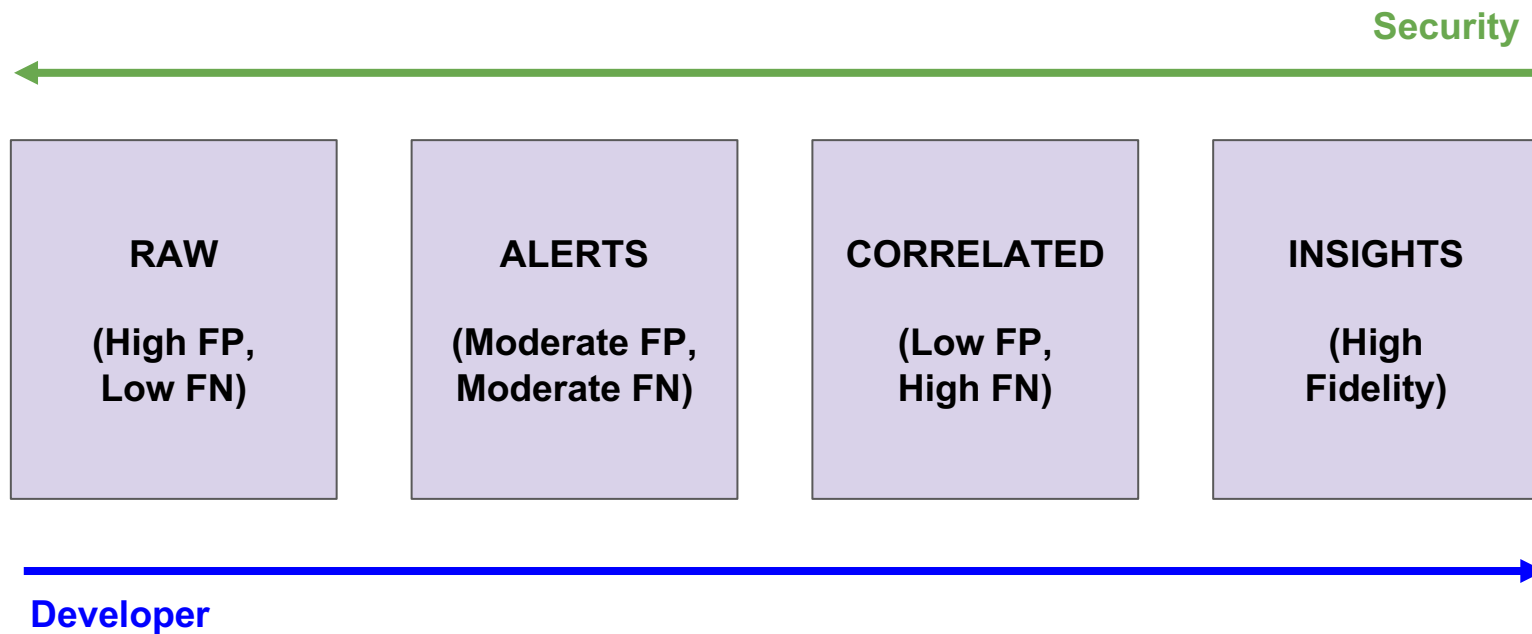 Security
RAW
(High FP,
Low FN)
ALERTS
(Moderate FP,
Moderate FN)
CORRELATED
(Low FP,
High FN)
INSIGHTS
(High
Fidelity)
Developer